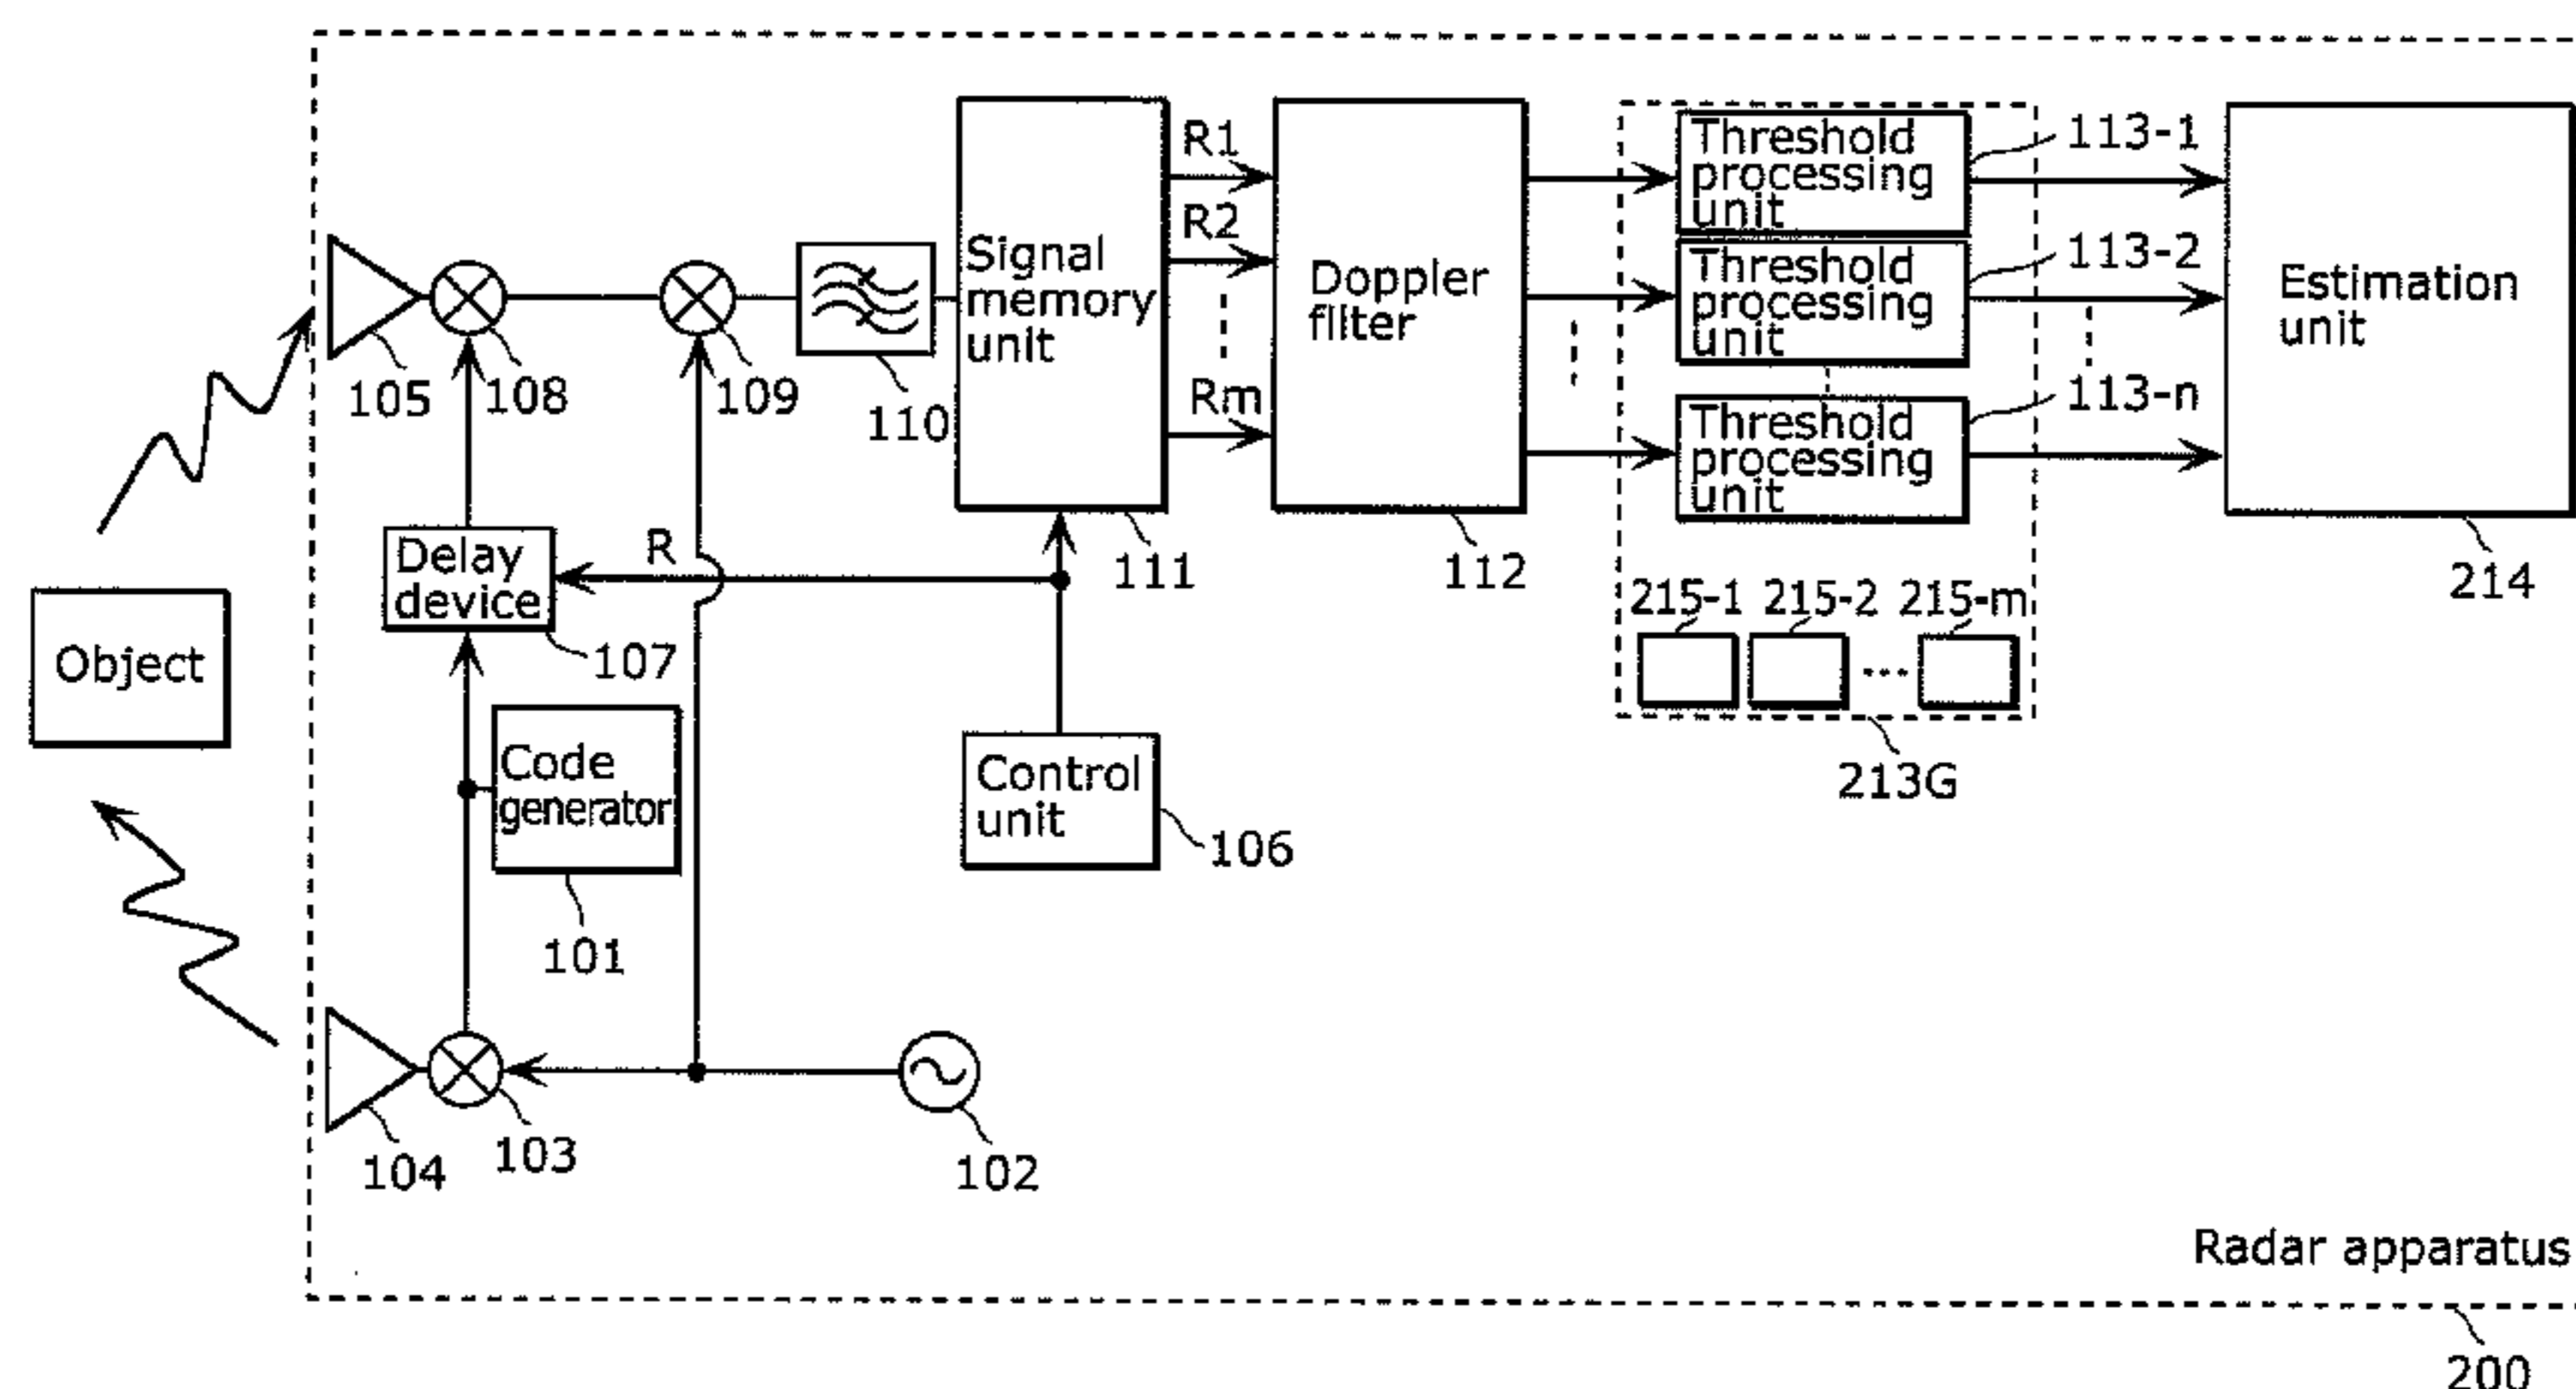 R1
R2
Rm
Signal
memory
unit
Doppler
filter
Threshold
processing
unit
Threshold
processing
unit
Threshold
processing
unit
113-1
113-2
113-n
Estimation
unit
105
108
109
110
111
112
214
Delay
device
R
107
215-1 215-2 215-m
213G
Object
Code
generator
101
Control
unit
106
104
103
102
Radar apparatus
200